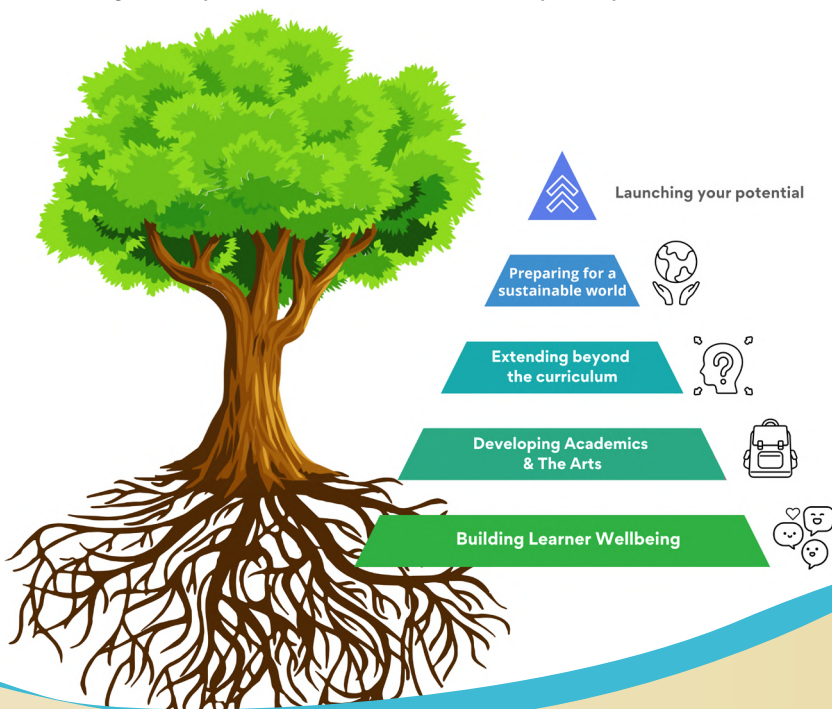 Launching your potential
Preparing for a
sustainable world
Extending beyond
the curriculum
Developing Academics
& The Arts
Building Learner Wellbeing